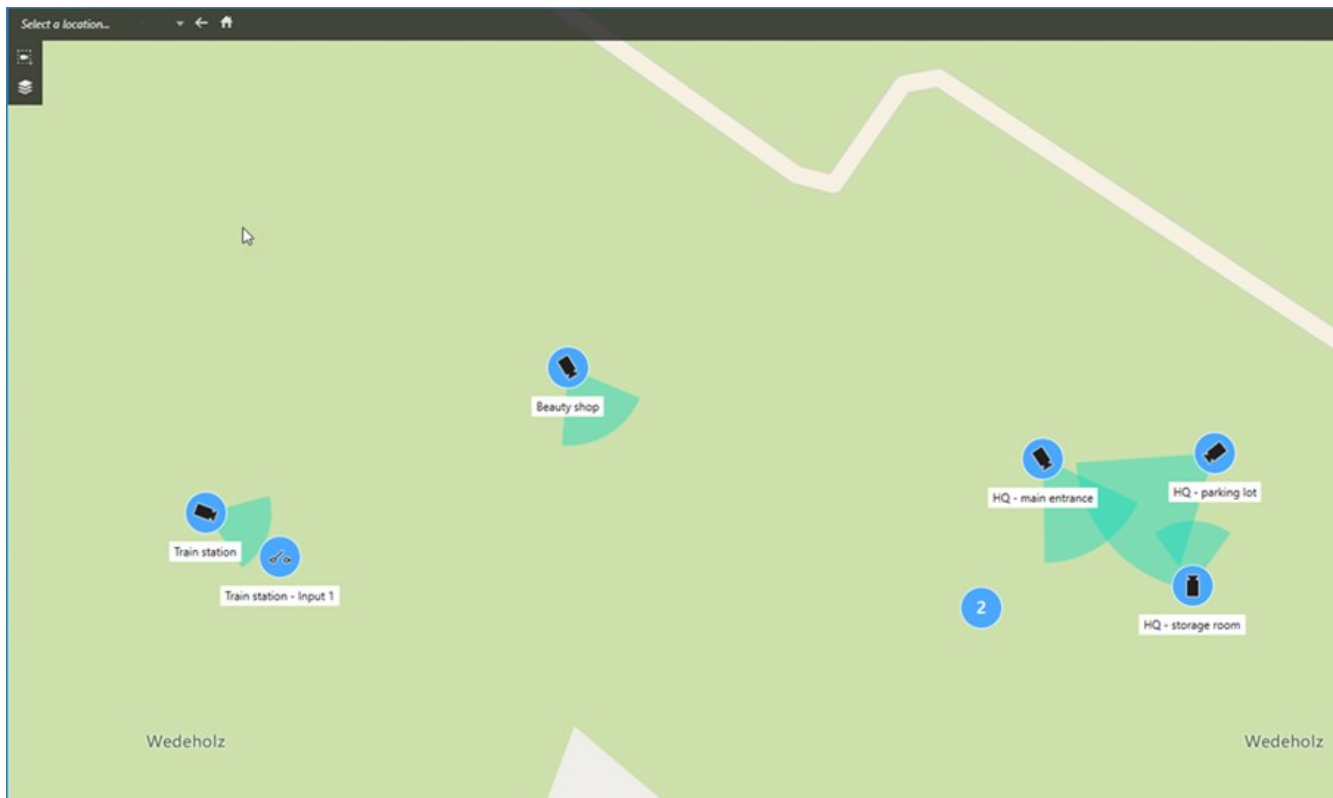 Select a location...
Beauty shop
HQ - main entrance
HQ - parking lot
Train station
Train station - Input 1
2
HQ - storage room
Wedeholz
Wedeholz